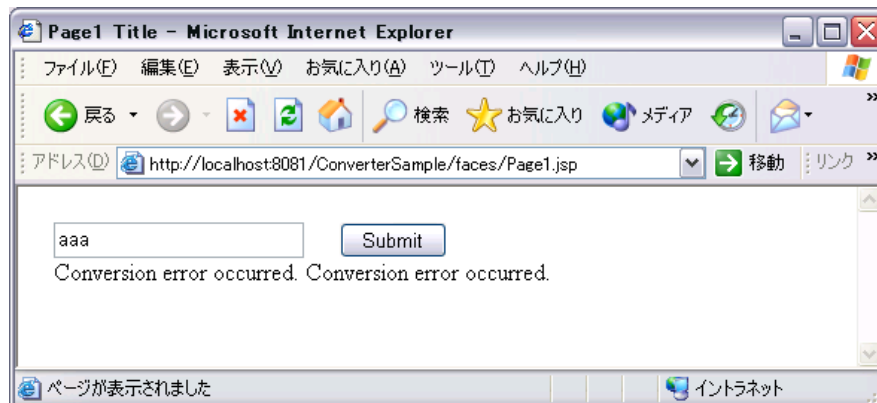 Page1 Title - Microsoft Internet Explorer
ファイル(F) 編集(E) 表示(V) お気に入り(A) ツール(T) ヘルプ(H)
戻る 検索 お気に入り メディア »
アドレス(D) http://localhost:8081/ConverterSample/faces/Page1.jsp 移動 リンク »
aaa Submit
Conversion error occurred. Conversion error occurred.
ページが表示されました イントラネット